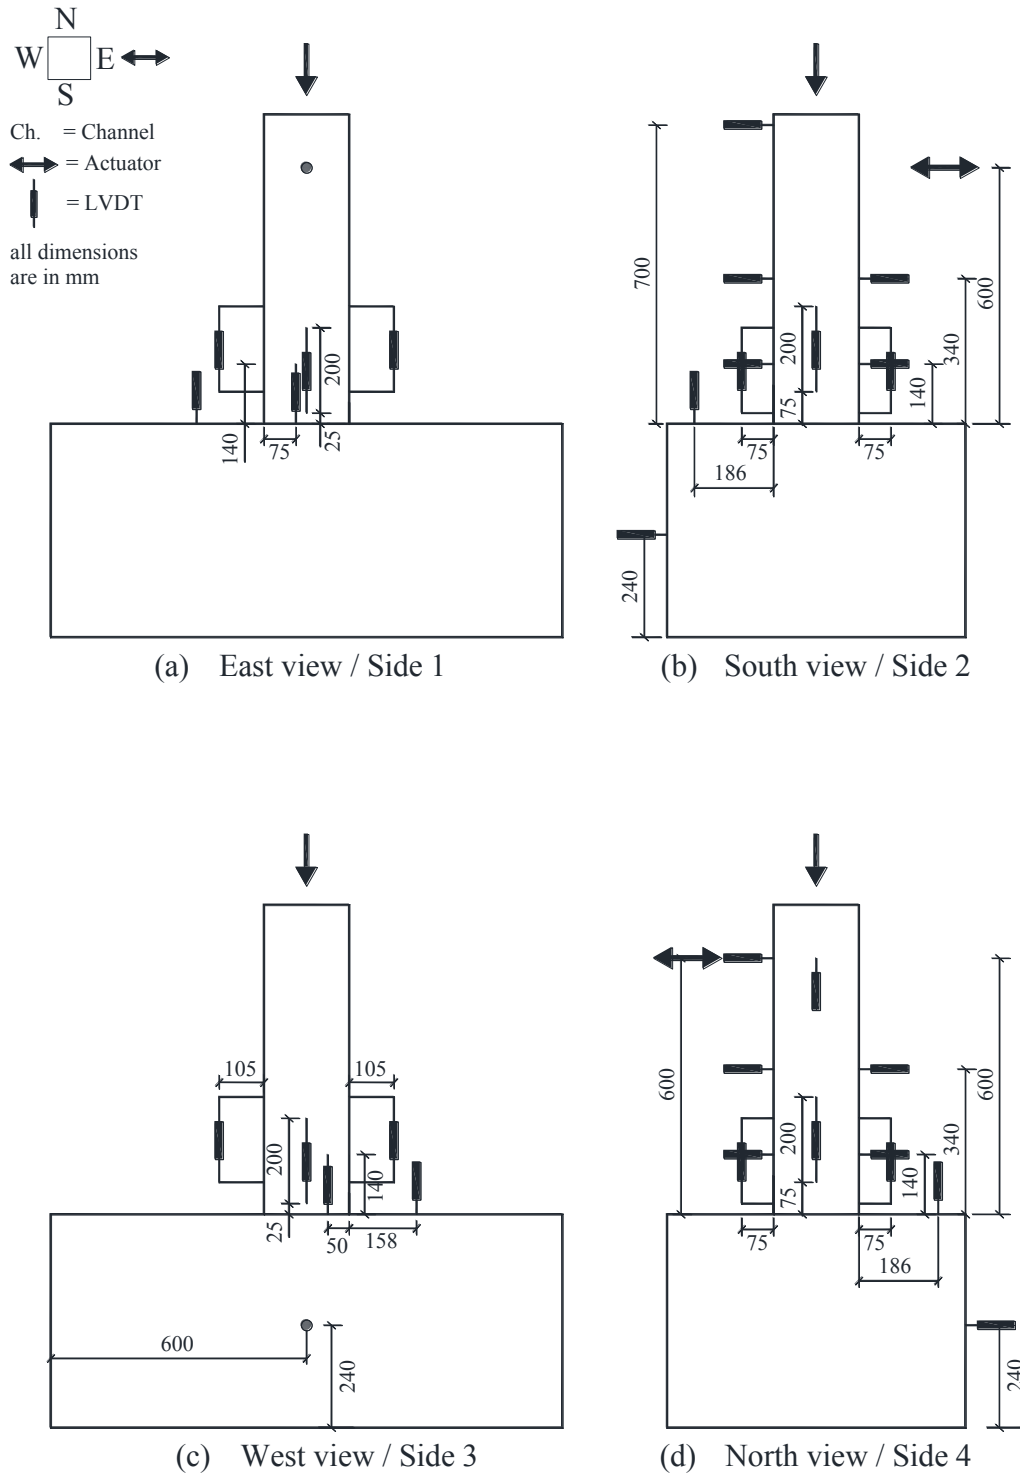 N
W E
S
Ch. = Channel
= Actuator
= LVDT
all dimensions
are in mm
200
140
75
25
700
600
340
200
140
75
75
75
186
240
(a) East view / Side 1
(b) South view / Side 2
105
105
200
140
25
50
158
600
240
600
600
340
200
140
75
75
75
186
240
(c) West view / Side 3
(d) North view / Side 4